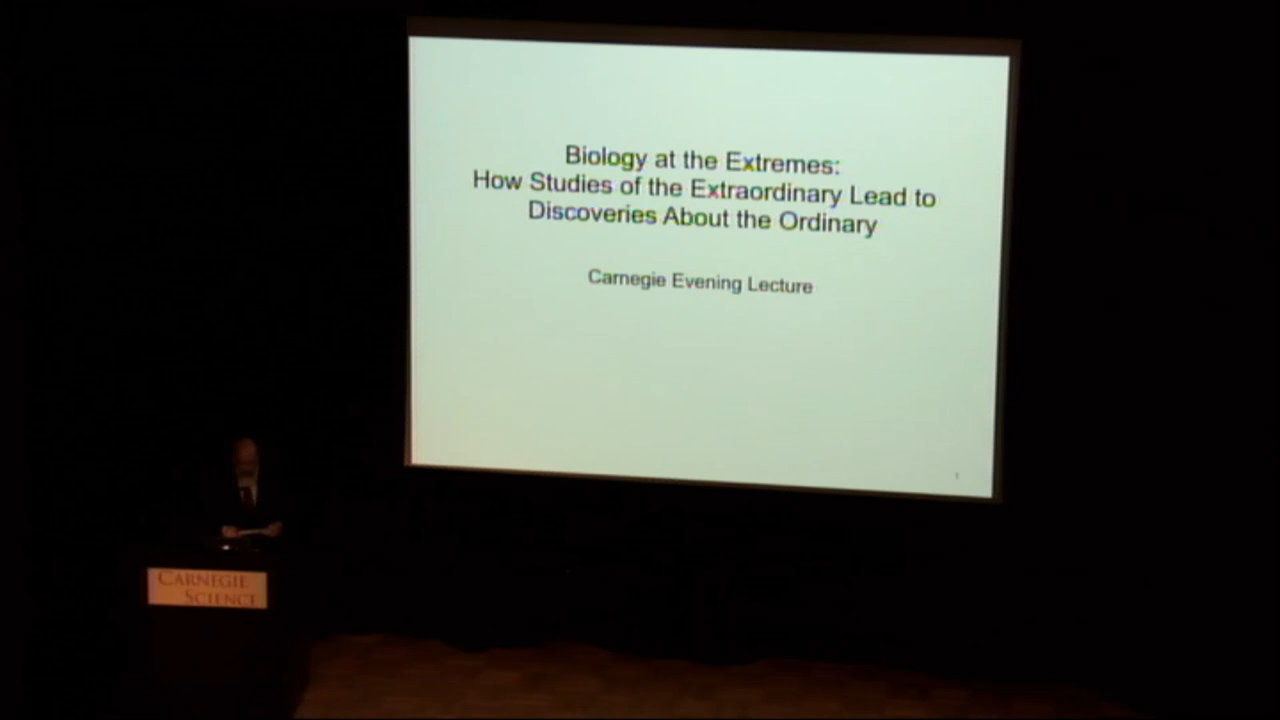 Biology at the Extremes:
How Studies of the Extraordinary Lead to
Discoveries About the Ordinary
Carnegie Evening Lecture
1
CARNEGIE
SCIENCE